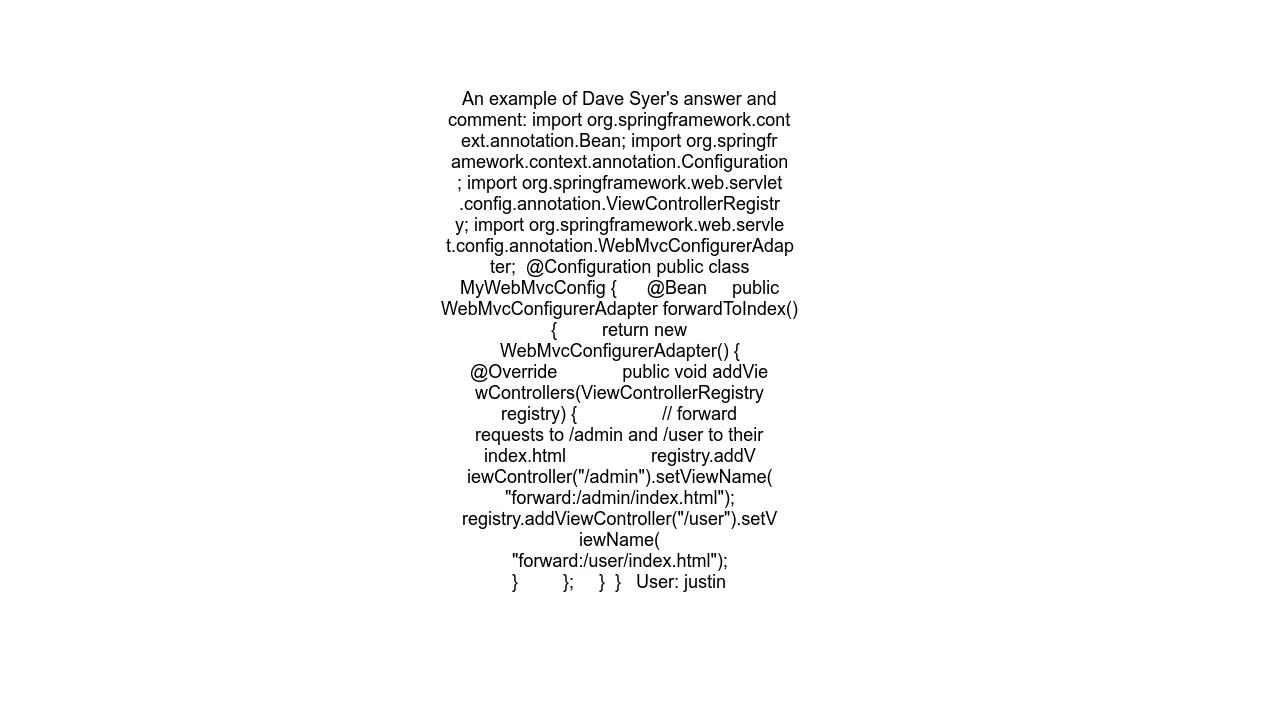 An example of Dave Syer's answer and
comment: import org.springframework.cont
ext.annotation.Bean; import org.springfr
amework.context.annotation.Configuration
; import org.springframework.web.servlet
.config.annotation.ViewControllerRegistr
y; import org.springframework.web.servle
t.config.annotation.WebMvcConfigurerAdap
ter;  @Configuration public class
MyWebMvcConfig {      @Bean     public
WebMvcConfigurerAdapter forwardToIndex()
{         return new
WebMvcConfigurerAdapter() {
@Override             public void addVie
wControllers(ViewControllerRegistry
registry) {                 // forward
requests to /admin and /user to their
index.html                 registry.addV
iewController("/admin").setViewName(
"forward:/admin/index.html");
registry.addViewController("/user").setV
iewName(
"forward:/user/index.html");
}         };     }  }   User: justin